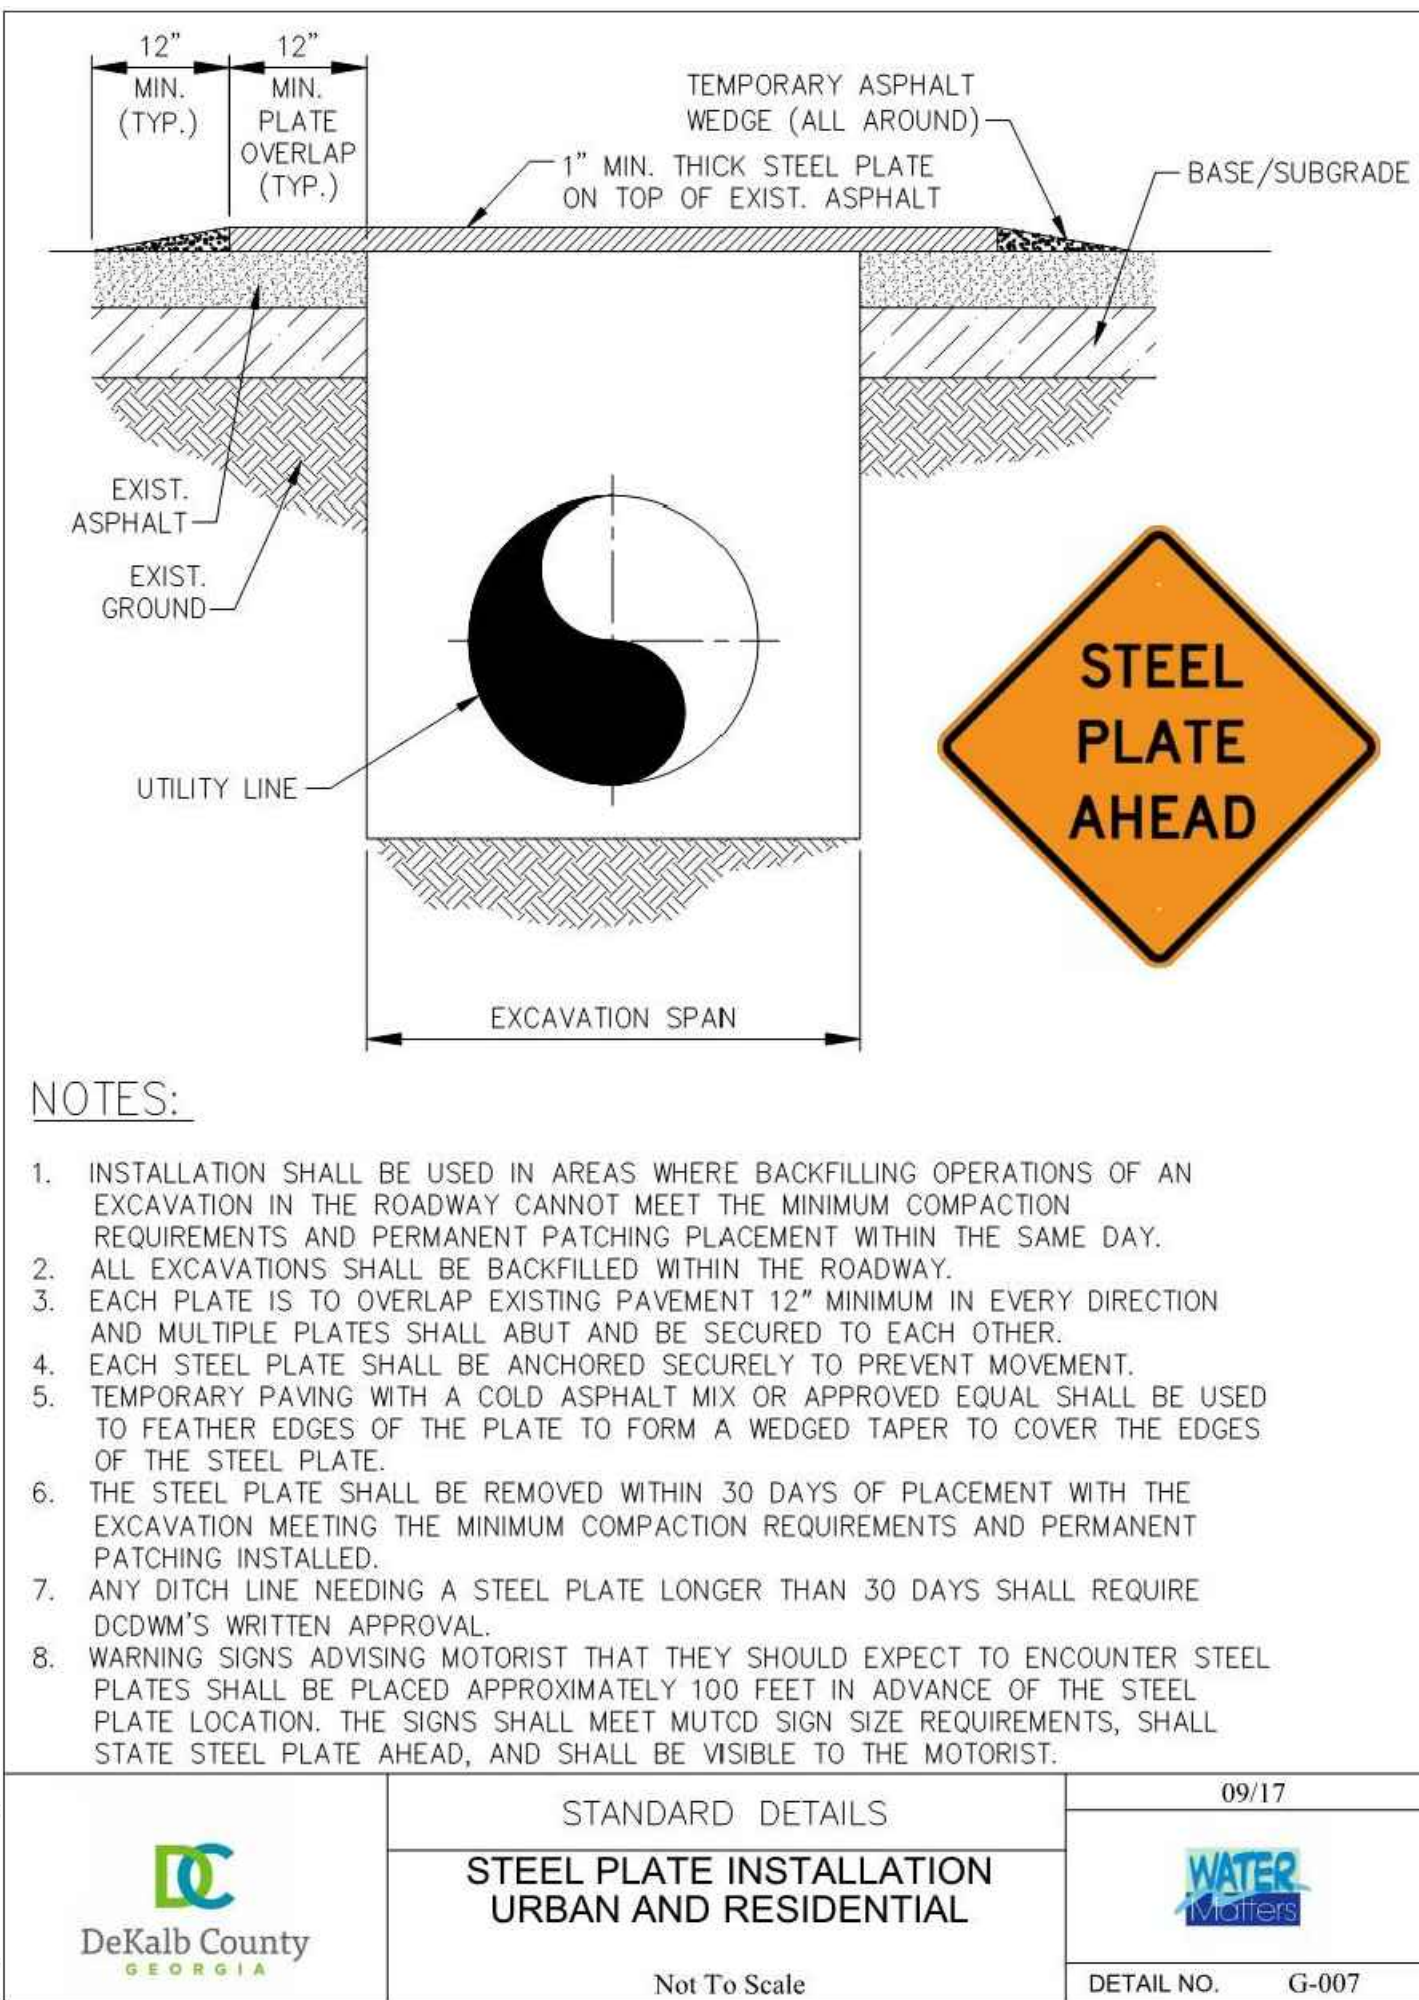 12"
MIN.
(TYP.)
12"
MIN.
PLATE
OVERLAP
(TYP.)
TEMPORARY ASPHALT
WEDGE (ALL AROUND)
1" MIN. THICK STEEL PLATE
ON TOP OF EXIST. ASPHALT
BASE/SUBGRADE
EXIST.
ASPHALT
EXIST.
GROUND
UTILITY LINE
STEEL
PLATE
AHEAD
EXCAVATION SPAN
NOTES:
1. INSTALLATION SHALL BE USED IN AREAS WHERE BACKFILLING OPERATIONS OF AN
EXCAVATION IN THE ROADWAY CANNOT MEET THE MINIMUM COMPACTION
REQUIREMENTS AND PERMANENT PATCHING PLACEMENT WITHIN THE SAME DAY.
2. ALL EXCAVATIONS SHALL BE BACKFILLED WITHIN THE ROADWAY.
3. EACH PLATE IS TO OVERLAP EXISTING PAVEMENT 12" MINIMUM IN EVERY DIRECTION
AND MULTIPLE PLATES SHALL ABUT AND BE SECURED TO EACH OTHER.
4. EACH STEEL PLATE SHALL BE ANCHORED SECURELY TO PREVENT MOVEMENT.
5. TEMPORARY PAVING WITH A COLD ASPHALT MIX OR APPROVED EQUAL SHALL BE USED
TO FEATHER EDGES OF THE PLATE TO FORM A WEDGED TAPER TO COVER THE EDGES
OF THE STEEL PLATE.
6. THE STEEL PLATE SHALL BE REMOVED WITHIN 30 DAYS OF PLACEMENT WITH THE
EXCAVATION MEETING THE MINIMUM COMPACTION REQUIREMENTS AND PERMANENT
PATCHING INSTALLED.
7. ANY DITCH LINE NEEDING A STEEL PLATE LONGER THAN 30 DAYS SHALL REQUIRE
DCDWM'S WRITTEN APPROVAL.
8. WARNING SIGNS ADVISING MOTORIST THAT THEY SHOULD EXPECT TO ENCOUNTER STEEL
PLATES SHALL BE PLACED APPROXIMATELY 100 FEET IN ADVANCE OF THE STEEL
PLATE LOCATION. THE SIGNS SHALL MEET MUTCD SIGN SIZE REQUIREMENTS, SHALL
STATE STEEL PLATE AHEAD, AND SHALL BE VISIBLE TO THE MOTORIST.
DC
DeKalb County
GEORGIA
STANDARD DETAILS
STEEL PLATE INSTALLATION
URBAN AND RESIDENTIAL
Not To Scale
09/17
WATER
Matters
DETAIL NO. G-007